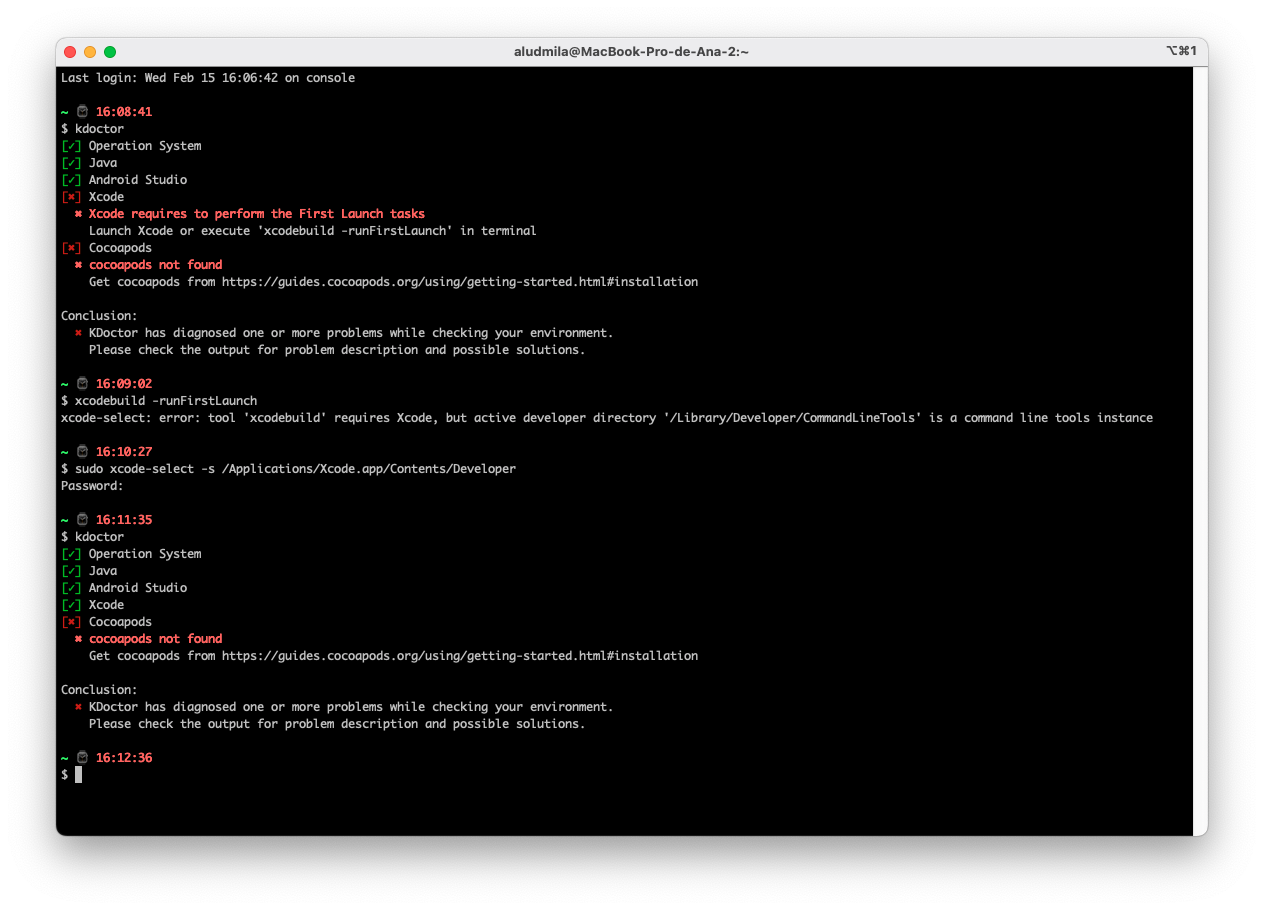 aludmila@MacBook-Pro-de-Ana-2:~ ⌥⌘1
Last login: Wed Feb 15 16:06:42 on console
~ 16:08:41
$ kdoctor
[✓] Operation System
[✓] Java
[✓] Android Studio
[✖] Xcode
✖ Xcode requires to perform the First Launch tasks
Launch Xcode or execute 'xcodebuild -runFirstLaunch' in terminal
[✖] Cocoapods
✖ cocoapods not found
Get cocoapods from https://guides.cocoapods.org/using/getting-started.html#installation
Conclusion:
✖ KDoctor has diagnosed one or more problems while checking your environment.
Please check the output for problem description and possible solutions.
~ 16:09:02
$ xcodebuild -runFirstLaunch
xcode-select: error: tool 'xcodebuild' requires Xcode, but active developer directory '/Library/Developer/CommandLineTools' is a command line tools instance
~ 16:10:27
$ sudo xcode-select -s /Applications/Xcode.app/Contents/Developer
Password:
~ 16:11:35
$ kdoctor
[✓] Operation System
[✓] Java
[✓] Android Studio
[✓] Xcode
[✖] Cocoapods
✖ cocoapods not found
Get cocoapods from https://guides.cocoapods.org/using/getting-started.html#installation
Conclusion:
✖ KDoctor has diagnosed one or more problems while checking your environment.
Please check the output for problem description and possible solutions.
~ 16:12:36
$